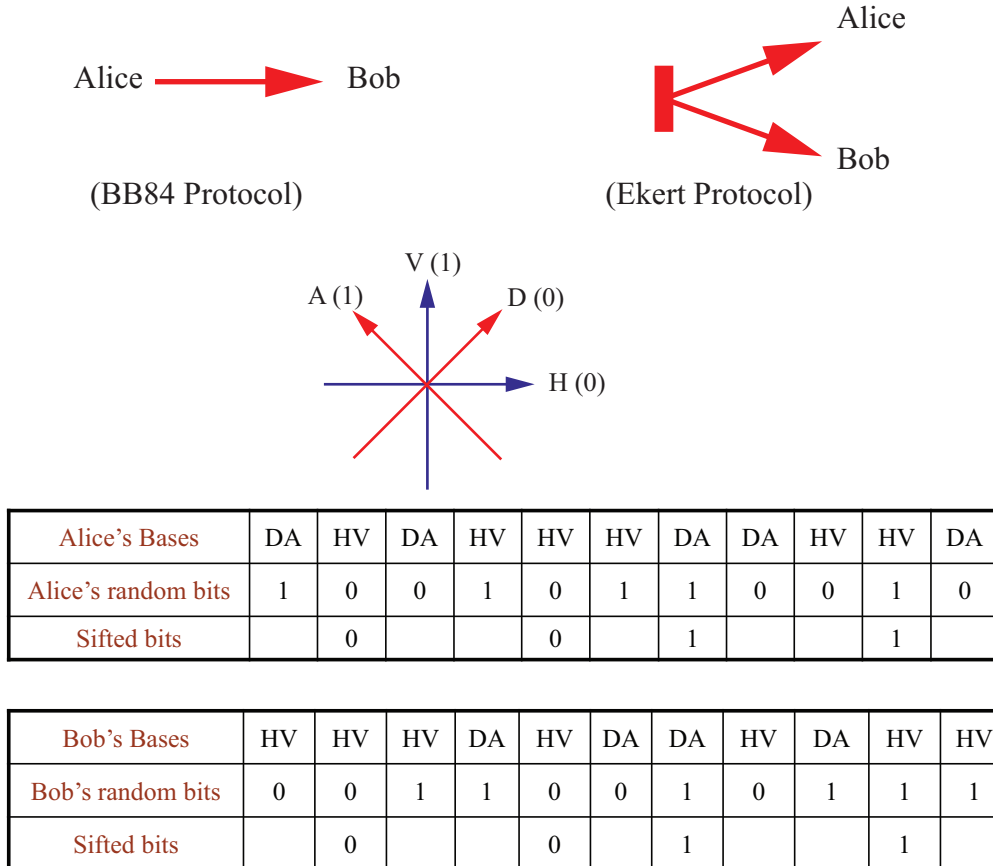 Alice
Alice Bob
Bob
(BB84 Protocol) (Ekert Protocol)
V (1)
A (1) D (0)
H (0)
Alice’s Bases DA HV DA HV HV HV DA DA HV HV DA
Alice’s random bits 1 0 0 1 0 1 1 0 0 1 0
Sifted bits 0 0 1 1
Bob’s Bases HV HV HV DA HV DA DA HV DA HV HV
Bob’s random bits 0 0 1 1 0 0 1 0 1 1 1
Sifted bits 0 0 1 1